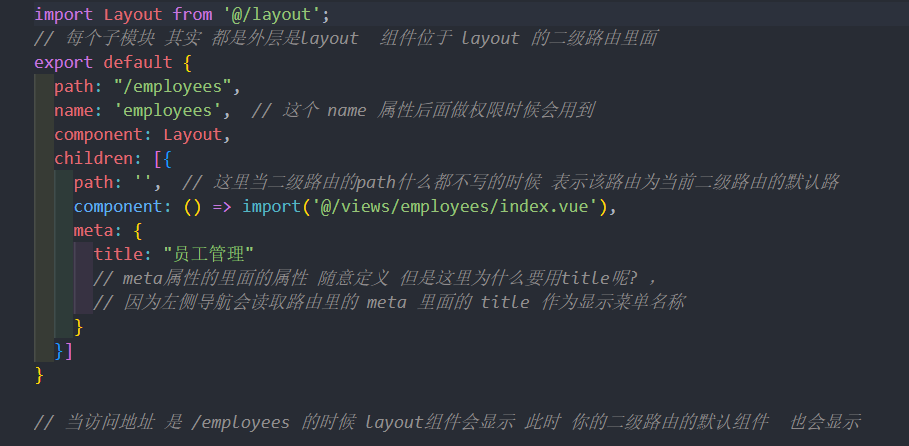 import Layout from '@/layout';
// 每个子模块 其实 都是外层是layout  组件位于 layout 的二级路由里面
export default {
  path: "/employees",
  name: 'employees',  // 这个 name 属性后面做权限时候会用到
  component: Layout,
  children: [{
    path: '',  // 这里当二级路由的path什么都不写的时候 表示该路由为当前二级路由的默认路
    component: () => import('@/views/employees/index.vue'),
    meta: {
      title: "员工管理"
      // meta属性的里面的属性 随意定义 但是这里为什么要用title呢? ,
      // 因为左侧导航会读取路由里的 meta 里面的 title 作为显示菜单名称
    }
  }]
}
// 当访问地址 是 /employees 的时候 layout组件会显示 此时 你的二级路由的默认组件  也会显示